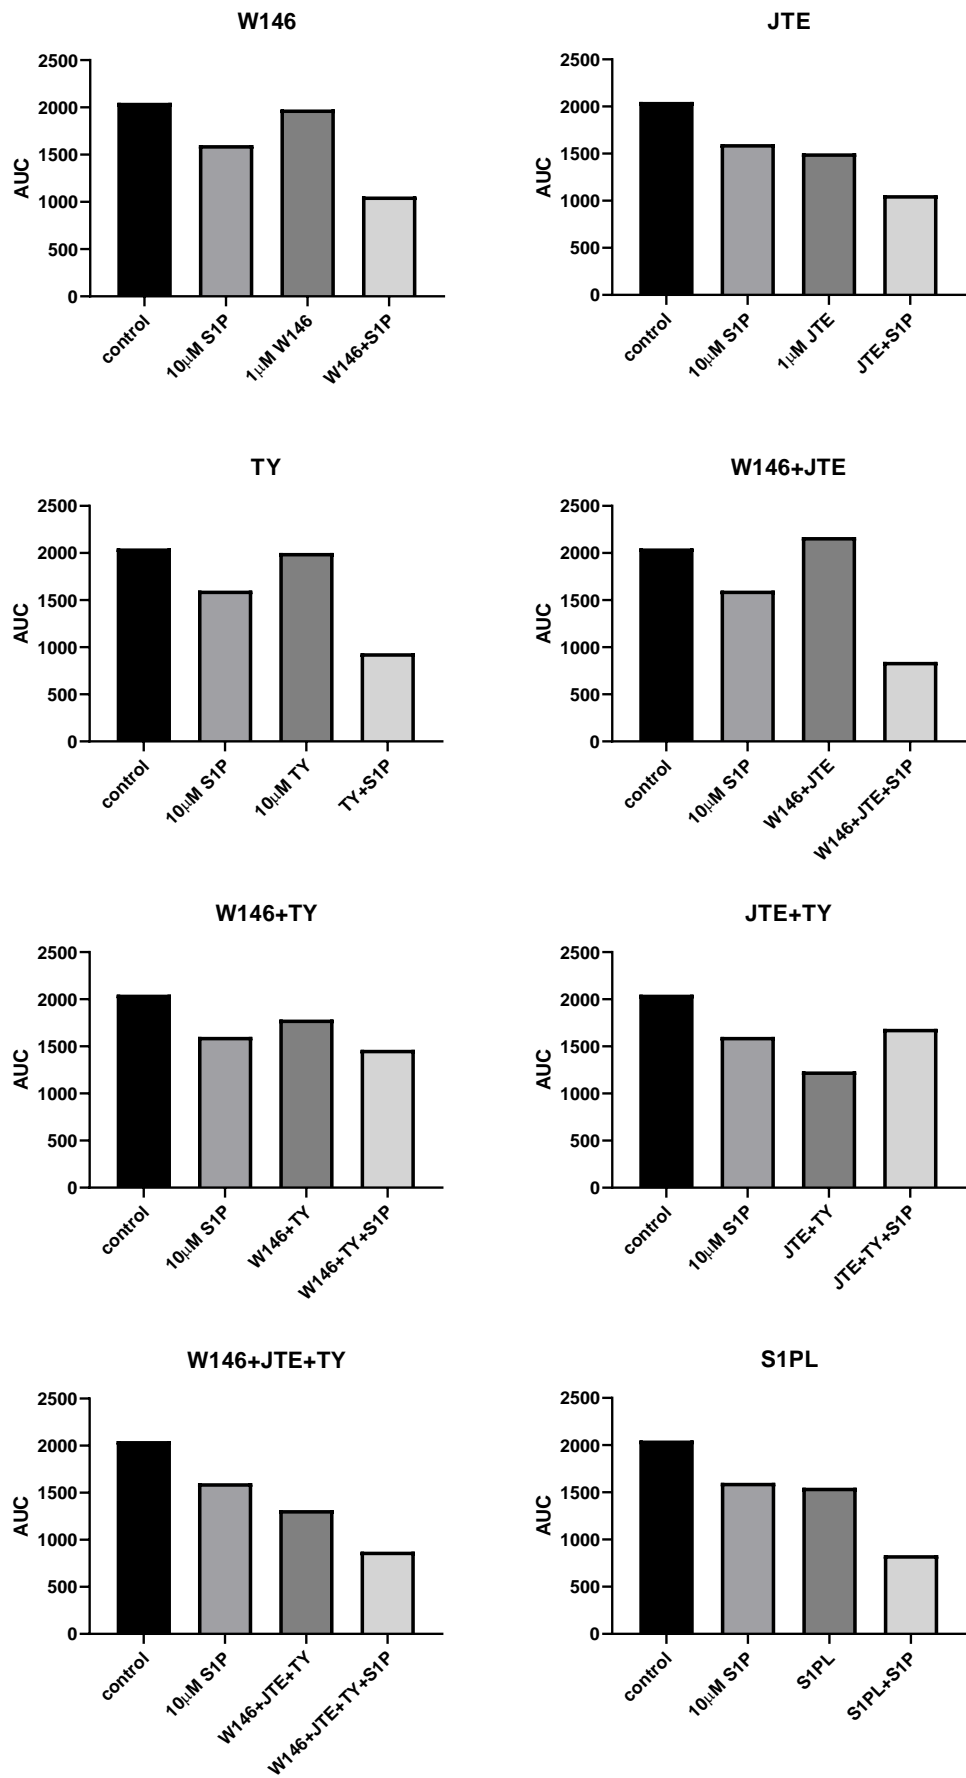 W146
AUC
2500
2000
1500
1000
500
0
control
10μM S1P
1μM W146
W146+S1P
JTE
AUC
2500
2000
1500
1000
500
0
control
10μM S1P
1μM JTE
JTE+S1P
TY
AUC
2500
2000
1500
1000
500
0
control
10μM S1P
10μM TY
TY+S1P
W146+JTE
AUC
2500
2000
1500
1000
500
0
control
10μM S1P
W146+JTE
W146+JTE+S1P
W146+TY
AUC
2500
2000
1500
1000
500
0
control
10μM S1P
W146+TY
W146+TY+S1P
JTE+TY
AUC
2500
2000
1500
1000
500
0
control
10μM S1P
JTE+TY
JTE+TY+S1P
W146+JTE+TY
AUC
2500
2000
1500
1000
500
0
control
10μM S1P
W146+JTE+TY
W146+JTE+TY+S1P
S1PL
AUC
2500
2000
1500
1000
500
0
control
10μM S1P
S1PL
S1PL+S1P